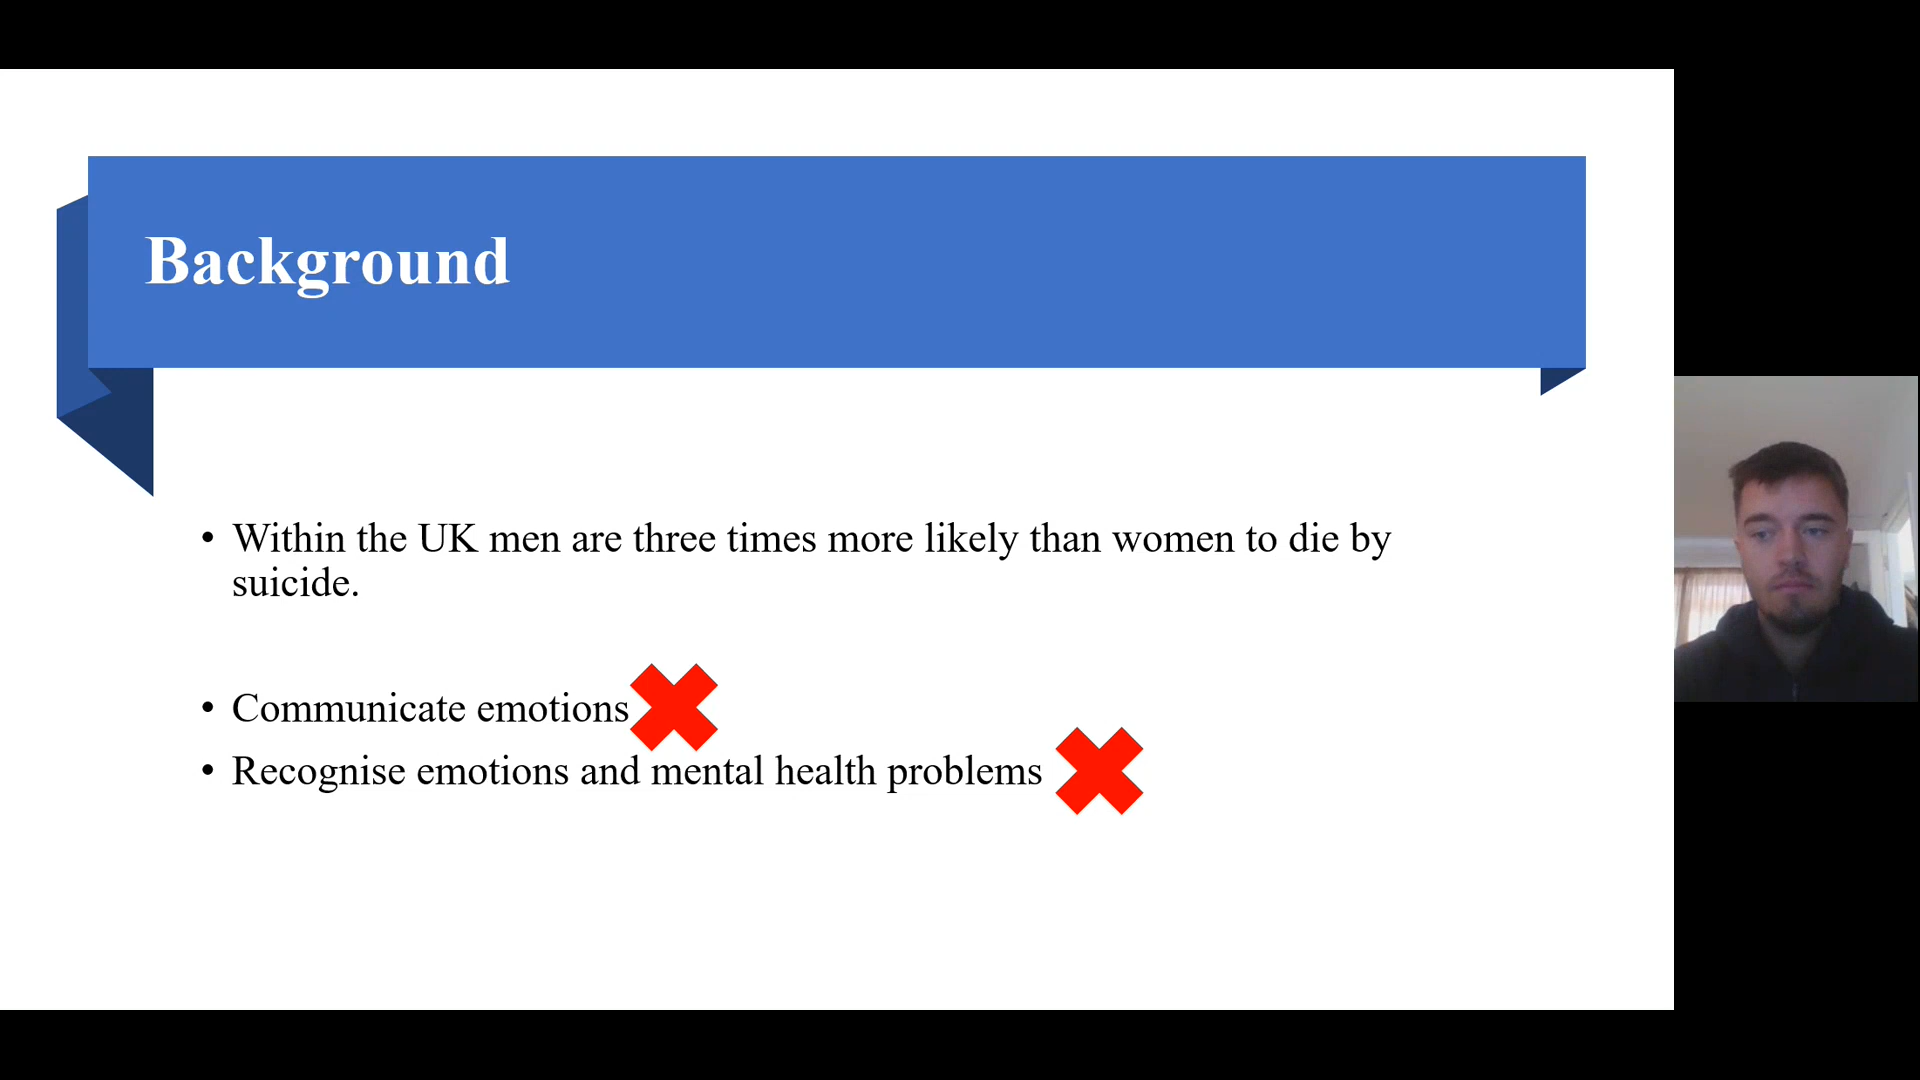 Background
• Within the UK men are three times more likely than women to die by
suicide.
• Communicate emotions
• Recognise emotions and mental health problems